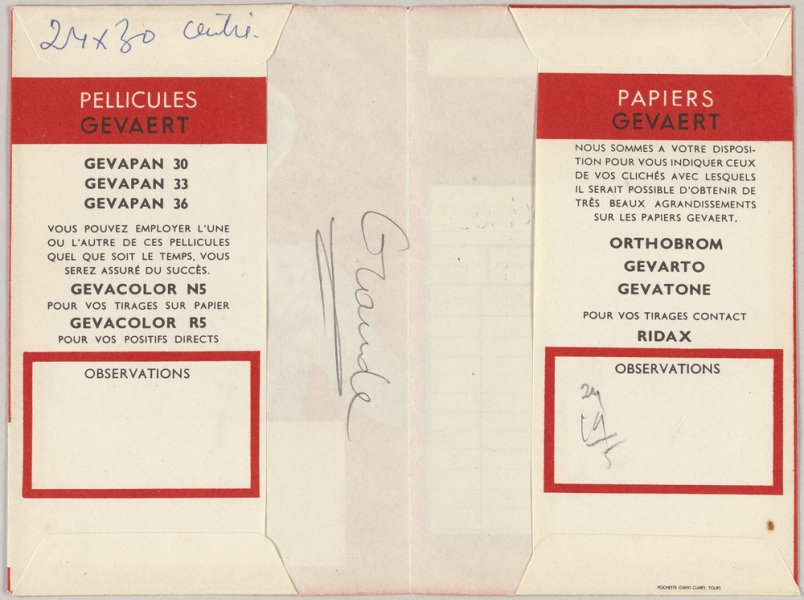 24x30 centre.
PELLICULES
GEVAERT
GEVAPAN 30
GEVAPAN 33
GEVAPAN 36
VOUS POUVEZ EMPLOYER L'UNE
OU L'AUTRE DE CES PELLICULES
QUEL QUE SOIT LE TEMPS, VOUS
SEREZ ASSURÉ DU SUCCÈS.
GEVACOLOR N5
POUR VOS TIRAGES SUR PAPIER
GEVACOLOR R5
POUR VOS POSITIFS DIRECTS
OBSERVATIONS
Grande
PAPIERS
GEVAERT
NOUS SOMMES A VOTRE DISPOSI-
TION POUR VOUS INDIQUER CEUX
DE VOS CLICHÉS AVEC LESQUELS
IL SERAIT POSSIBLE D'OBTENIR DE
TRÈS BEAUX AGRANDISSEMENTS
SUR LES PAPIERS GEVAERT.
ORTHOBROM
GEVARTO
GEVATONE
POUR VOS TIRAGES CONTACT
RIDAX
OBSERVATIONS
POCHETTE GIBERT-CLAREY, TOURS